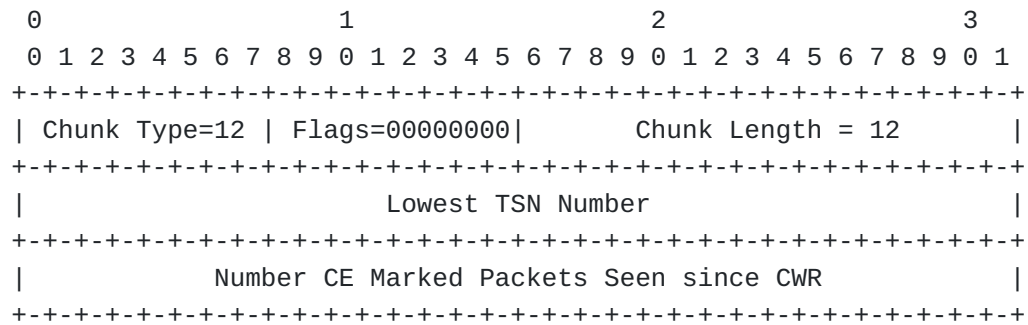 0                   1                   2                   3
 0 1 2 3 4 5 6 7 8 9 0 1 2 3 4 5 6 7 8 9 0 1 2 3 4 5 6 7 8 9 0 1
+-+-+-+-+-+-+-+-+-+-+-+-+-+-+-+-+-+-+-+-+-+-+-+-+-+-+-+-+-+-+-+-+
| Chunk Type=12 | Flags=00000000|       Chunk Length = 12       |
+-+-+-+-+-+-+-+-+-+-+-+-+-+-+-+-+-+-+-+-+-+-+-+-+-+-+-+-+-+-+-+-+
|                       Lowest TSN Number                       |
+-+-+-+-+-+-+-+-+-+-+-+-+-+-+-+-+-+-+-+-+-+-+-+-+-+-+-+-+-+-+-+-+
|            Number CE Marked Packets Seen since CWR            |
+-+-+-+-+-+-+-+-+-+-+-+-+-+-+-+-+-+-+-+-+-+-+-+-+-+-+-+-+-+-+-+-+